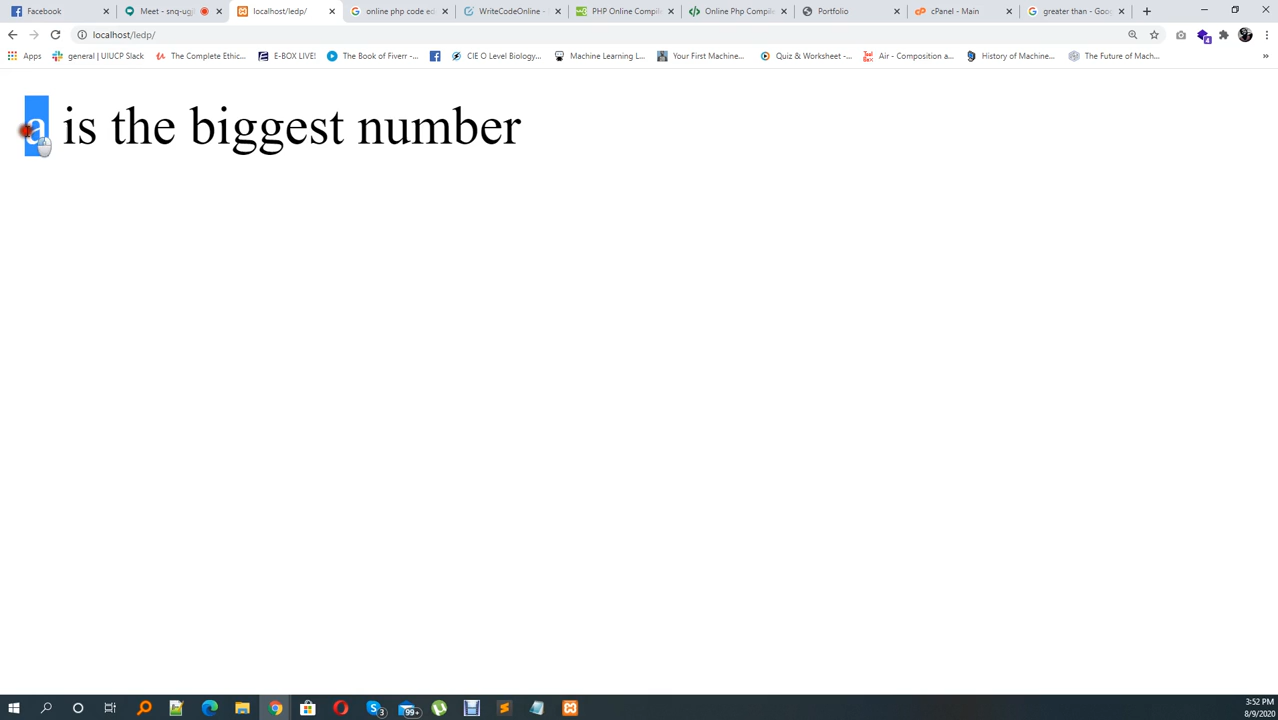 Facebook
Meet - snq-ugj
localhost/ledp/
online php code ed
WriteCodeOnline -
PHP Online Compile
Online Php Compile
Portfolio
cPanel - Main
greater than - Goo
localhost/ledp/
Apps
general | UIUCP Slack
The Complete Ethic...
E-BOX LIVE!
The Book of Fiverr -...
CIE O Level Biology...
Machine Learning L...
Your First Machine...
Quiz & Worksheet -...
Air - Composition a...
History of Machine...
The Future of Mach...
a is the biggest number
3:52 PM
8/9/2020